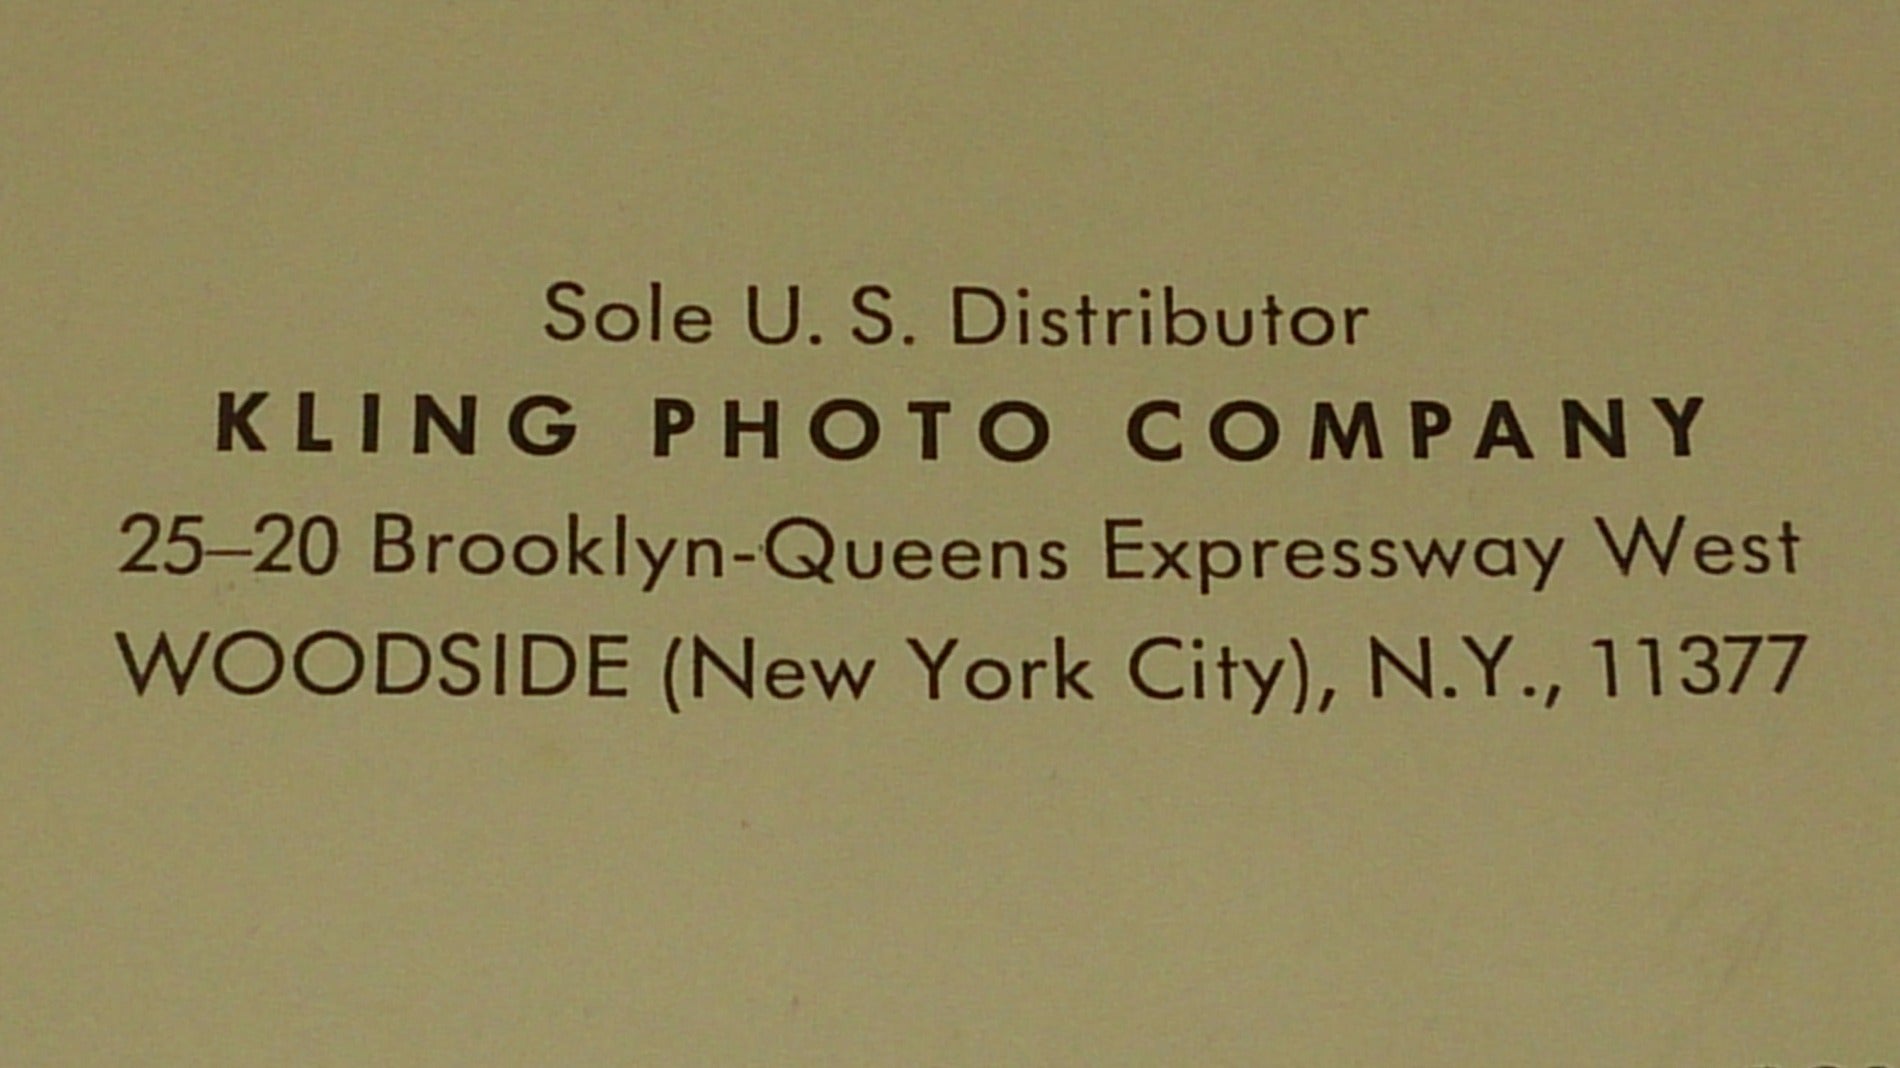 Sole U. S. Distributor
KLING PHOTO COMPANY
25–20 Brooklyn-Queens Expressway West
WOODSIDE (New York City), N.Y., 11377